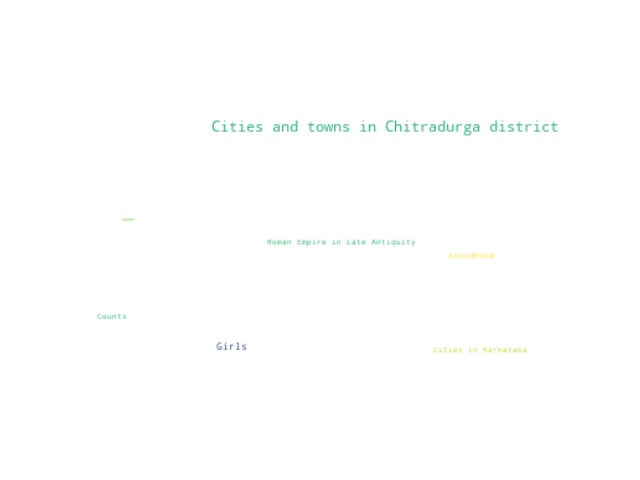 Cities and towns in Chitradurga district
Roman Empire in Late Antiquity
Childhood
Counts
Girls
Cities in Karnataka